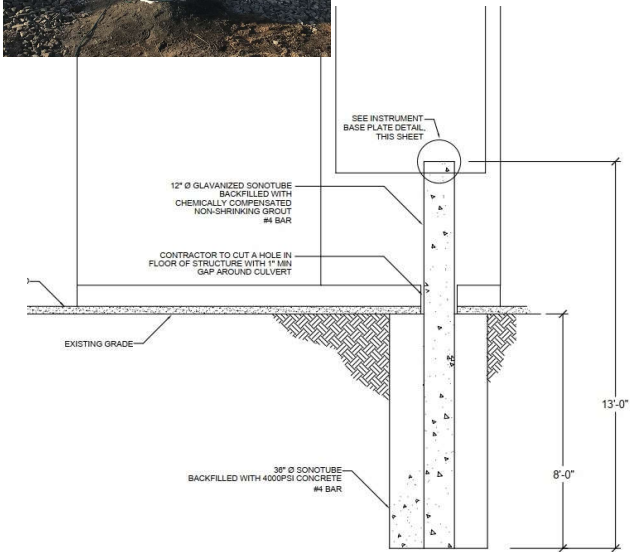 SEE INSTRUMENT
BASE PLATE DETAIL,
THIS SHEET
12" Ø GLAVANIZED SONOTUBE
BACKFILLED WITH
CHEMICALLY COMPENSATED
NON-SHRINKING GROUT
#4 BAR
CONTRACTOR TO CUT A HOLE IN
FLOOR OF STRUCTURE WITH 1" MIN
GAP AROUND CULVERT
EXISTING GRADE
13'-0"
8'-0"
36" Ø SONOTUBE
BACKFILLED WITH 4000PSI CONCRETE
#4 BAR